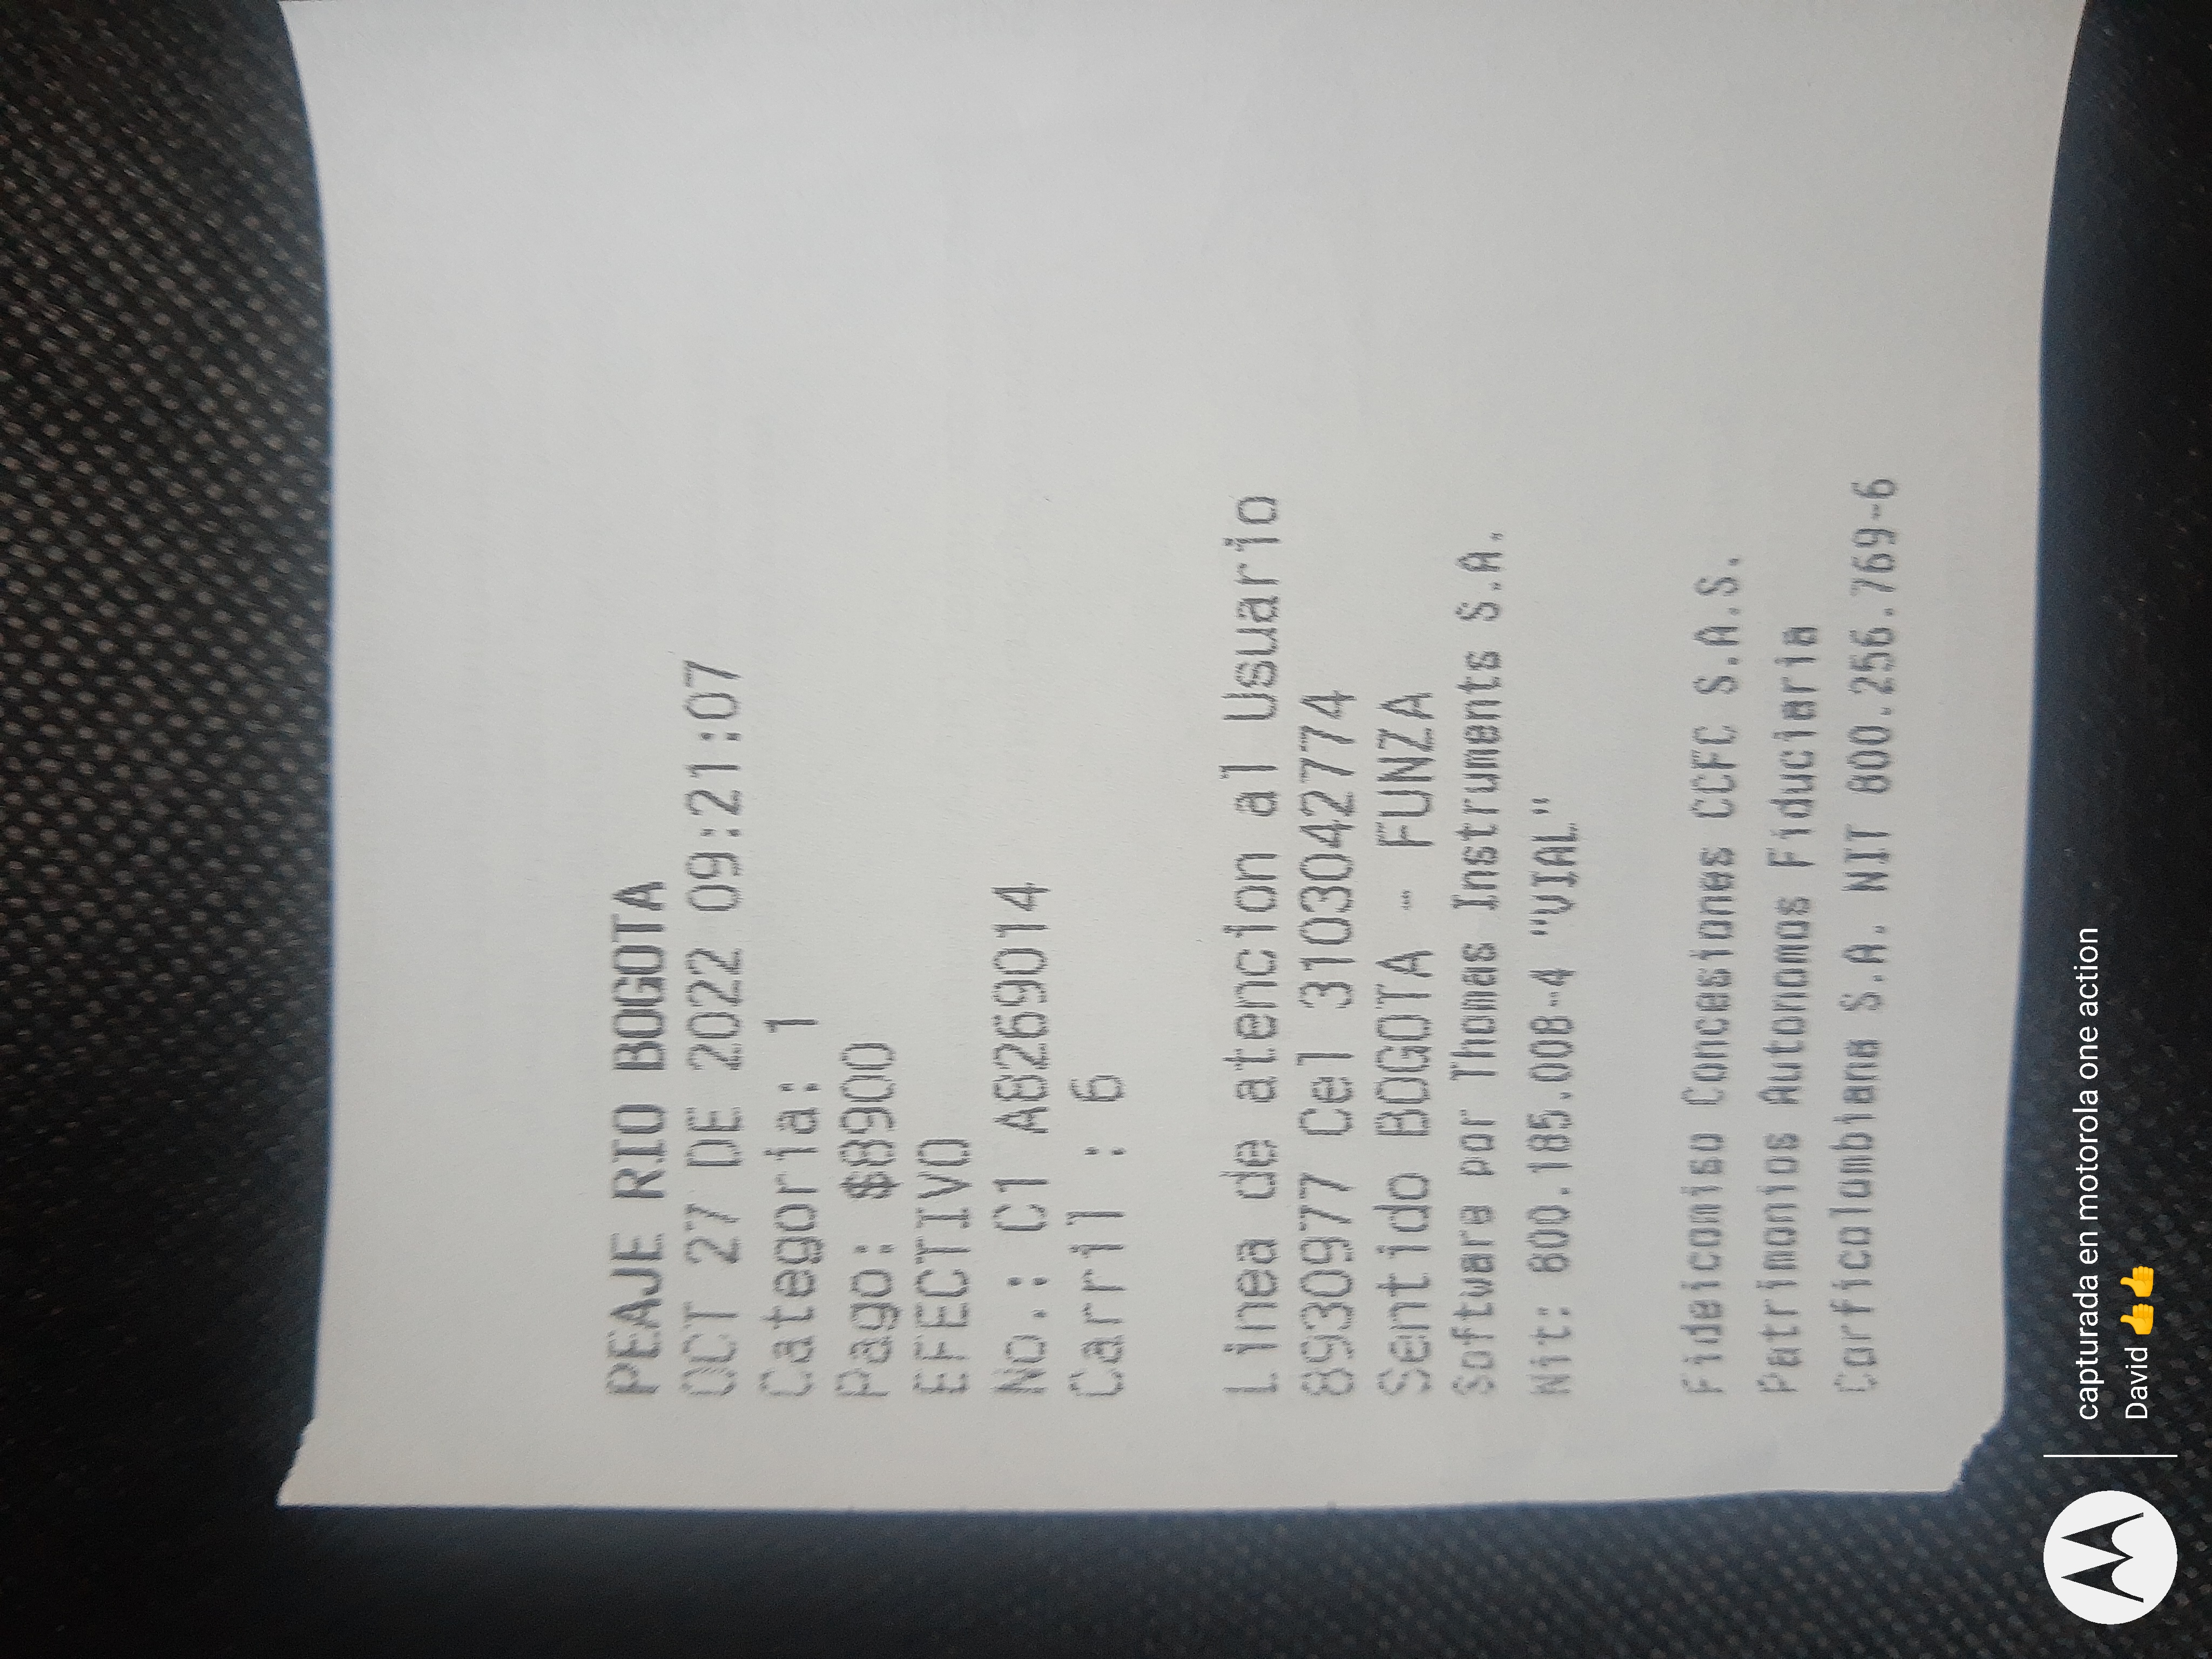 PEAJE RIO BOGOTA
OCT 27 DE 2022 09:21:07
Categoria: 1
Pago: $8900
EFECTIVO
No.: C1 A8269014
Carril : 6
Linea de atencion al Usuario
8930977 Cel 3103042774
Sentido BOGOTA - FUNZA
Software por Thomas Instruments S.A.
Nit: 800.185.008-4 "VIAL"
Fideicomiso Concesiones CCFC S.A.S.
Patrimonios Autonomos Fiduciaria
Corficolombiana S.A. NIT 800.256.769-6
capturada en motorola one action
David 👍👍